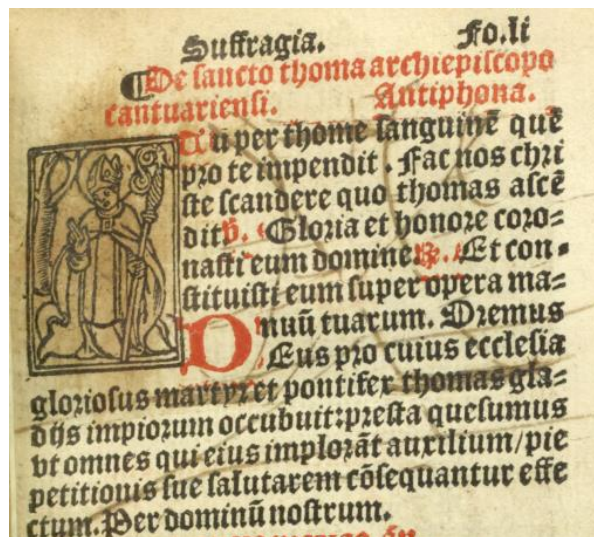 Suffragia. Fo.li
¶De sancto thoma archiepiscopo
cantuariensi. Antiphona.
Tu per thome sanguinē quē
pro te impendit . Fac nos chri
ste scandere quo thomas ascē
dit. Gloria et honore coro⸗
nasti eum domine. Et con⸗
stituisti eum super opera ma⸗
nuū tuarum. Oremus
DEus pro cuius ecclesia
gloriosus martyr et pontifex thomas gla⸗
dijs impiorum occubuit: presta quesumus
vt omnes qui eius implorāt auxilium/ pie
petitionis sue salutarem cōsequantur effe
ctum. Per dominū nostrum.